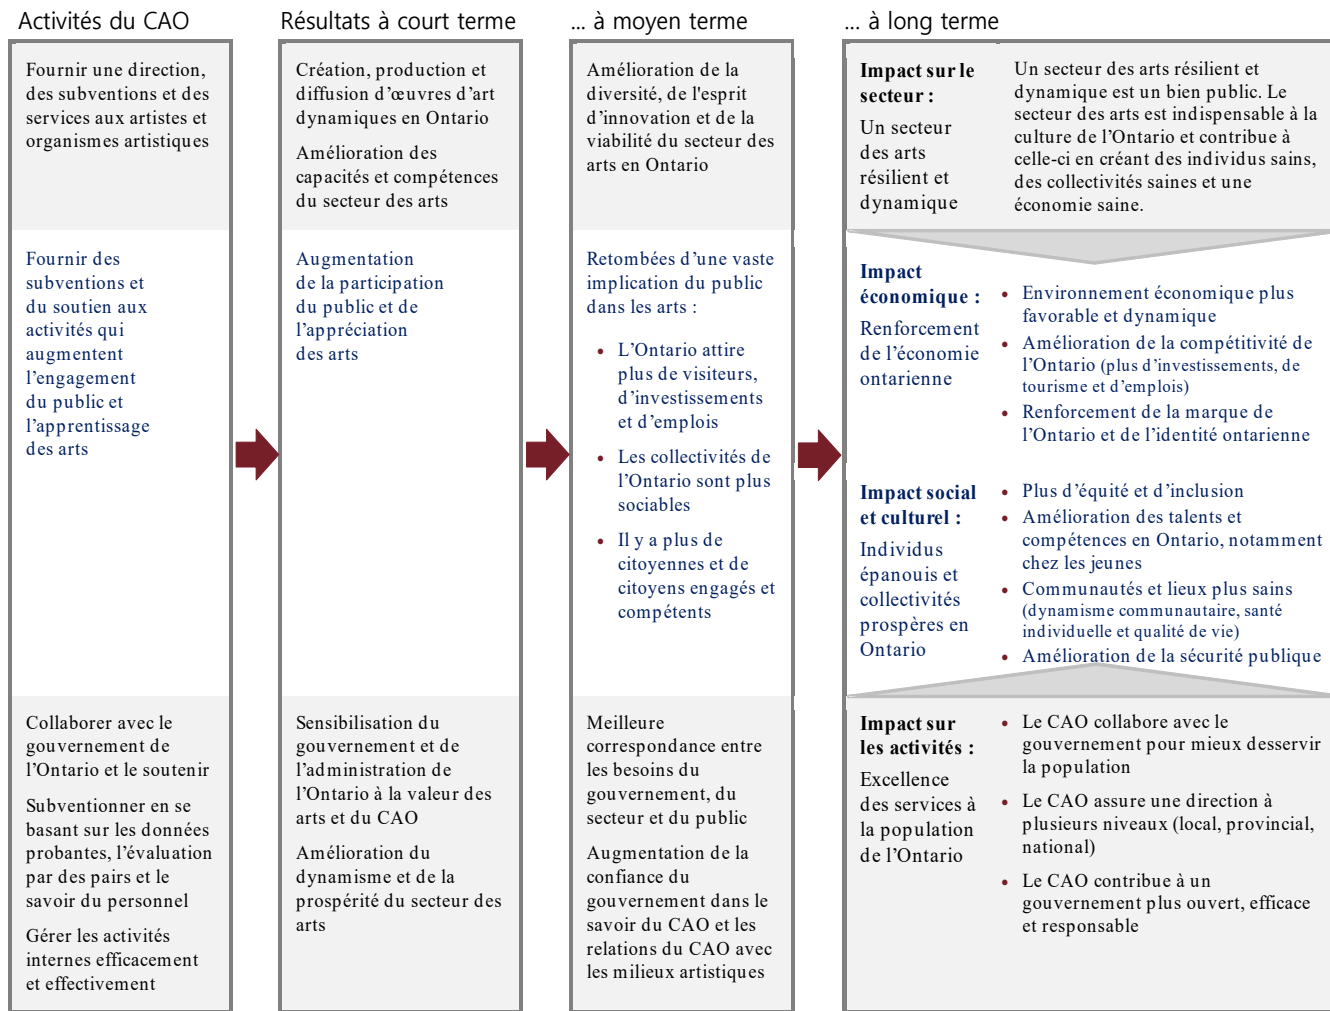 Activités du CAO
Fournir une direction,
des subventions et des
services aux artistes et
organismes artistiques
Fournir des
subventions et
du soutien aux
activités qui
augmentent
l'engagement
du public et
l'apprentissage
des arts
Collaborer avec le
gouvernement de
l'Ontario et le soutenir
Subventionner en se
basant sur les données
probantes, l'évaluation
par des pairs et le
savoir du personnel
Gérer les activités
internes efficacement
et effectivement
Résultats à court terme
Création, production et
diffusion d'œuvres d'art
dynamiques en Ontario
Amélioration des
capacités et compétences
du secteur des arts
Augmentation
de la participation
du public et de
l'appréciation
des arts
Sensibilisation du
gouvernement et de
l'administration de
l'Ontario à la valeur des
arts et du CAO
Amélioration du
dynamisme et de la
prospérité du secteur des
arts
... à moyen terme
Amélioration de la
diversité, de l'esprit
d'innovation et de la
viabilité du secteur des
arts en Ontario
Retombées d'une vaste
implication du public
dans les arts :
• L'Ontario attire
plus de visiteurs,
d'investissements
et d'emplois
• Les collectivités de
l'Ontario sont plus
sociables
• Il y a plus de
citoyennes et de
citoyens engagés et
compétents
Meilleure
correspondance entre
les besoins du
gouvernement, du
secteur et du public
Augmentation de la
confiance du
gouvernement dans le
savoir du CAO et les
relations du CAO avec
les milieux artistiques
... à long terme
Impact sur le
secteur :
Un secteur
des arts
résilient et
dynamique
Un secteur des arts résilient et
dynamique est un bien public. Le
secteur des arts est indispensable à la
culture de l'Ontario et contribue à
celle-ci en créant des individus sains,
des collectivités saines et une
économie saine.
Impact
économique :
Renforcement
de l'économie
ontarienne
• Environnement économique plus
favorable et dynamique
• Amélioration de la compétitivité de
l'Ontario (plus d'investissements, de
tourisme et d'emplois)
• Renforcement de la marque de
l'Ontario et de l'identité ontarienne
Impact social
et culturel :
Individus
épanouis et
collectivités
prospères en
Ontario
• Plus d'équité et d'inclusion
• Amélioration des talents et
compétences en Ontario, notamment
chez les jeunes
• Communautés et lieux plus sains
(dynamisme communautaire, santé
individuelle et qualité de vie)
• Amélioration de la sécurité publique
Impact sur
les activités :
Excellence
des services à
la population
de l'Ontario
• Le CAO collabore avec le
gouvernement pour mieux desservir
la population
• Le CAO assure une direction à
plusieurs niveaux (local, provincial,
national)
• Le CAO contribue à un
gouvernement plus ouvert, efficace
et responsable